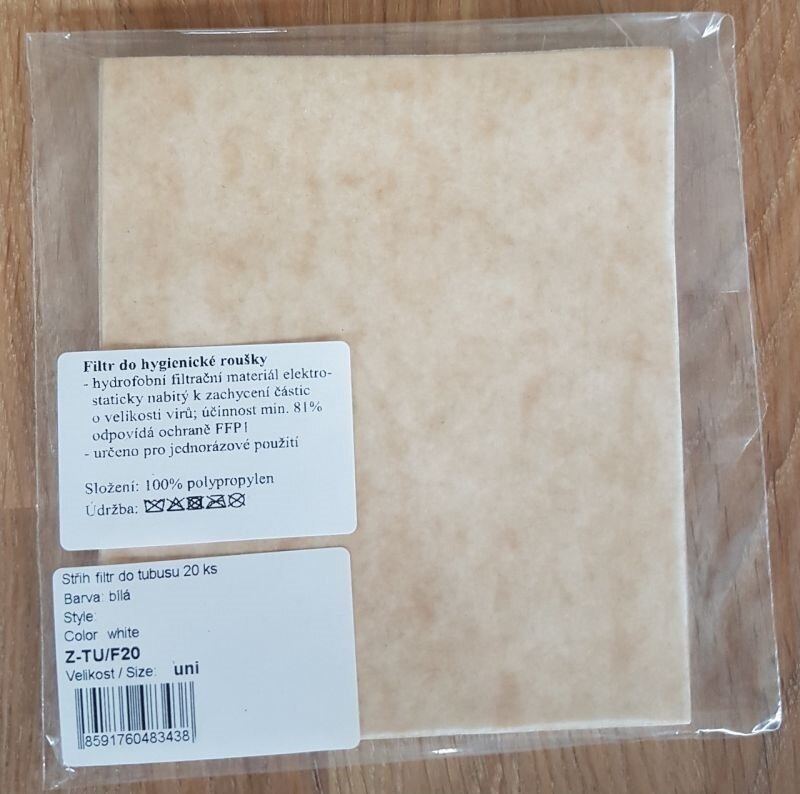 Filtr do hygienické roušky
- hydrofobní filtrační materiál elektro-
staticky nabitý k zachycení částic
o velikosti virů; účinnost min. 81%
odpovídá ochraně FFP1
- určeno pro jednorázové použití
Složení: 100% polypropylen
Údržba:
Střih filtr do tubusu 20 ks
Barva: bílá
Style:
Color white
Z-TU/F20
Velikost / Size: uni
8591760483438